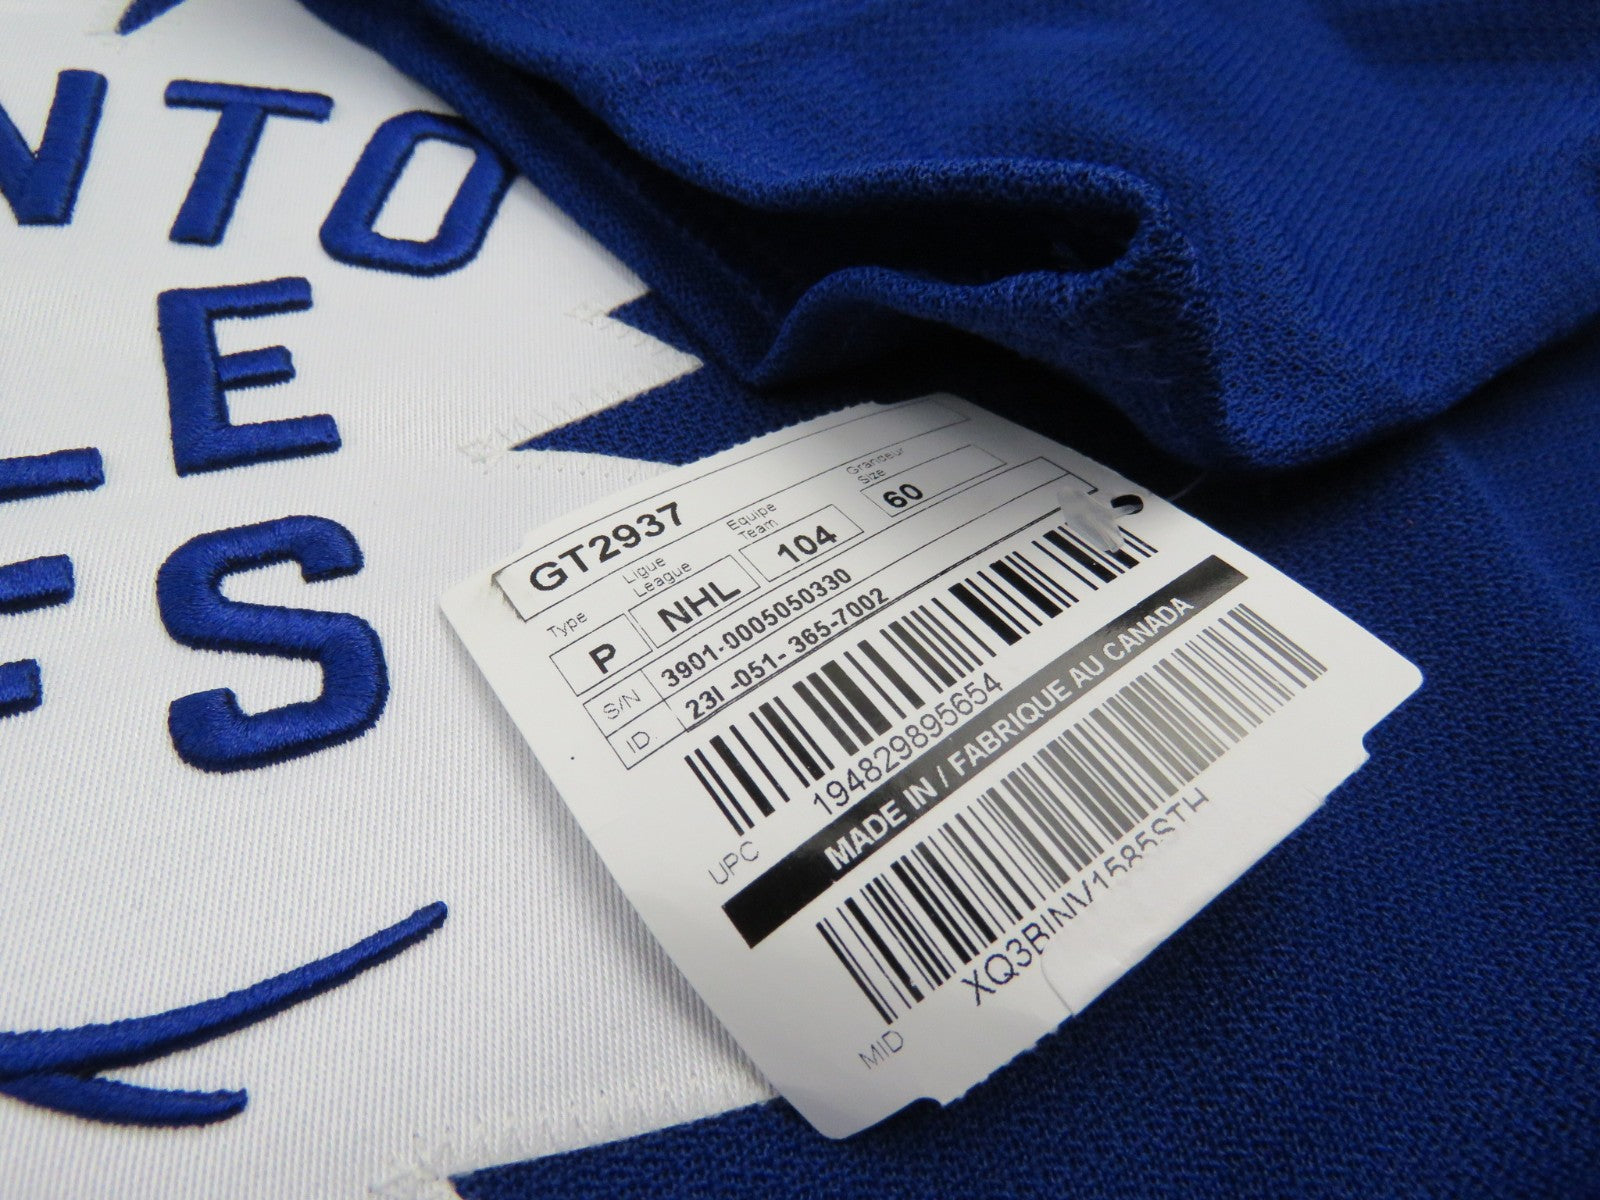 NTO
E
ES
GT2937
Type
Ligue
League
Equipe
Team
Grandeur
Size
P
NHL
104
60
S/N
3901-0005050330
ID
23I -051- 365-7002
UPC
194829895654
MADE IN / FABRIQUE AU CANADA
MID
XQ3BINV1585STH